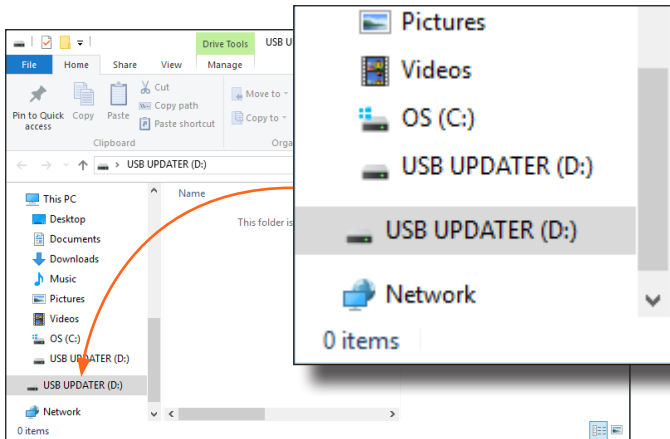 Drive Tools USB U
File Home Share View Manage
Pin to Quick access
Copy
Paste
Cut
Copy path
Paste shortcut
Move to
Copy to
Clipboard
Orga
USB UPDATER (D:)
Name
This folder is
This PC
Desktop
Documents
Downloads
Music
Pictures
Videos
OS (C:)
USB UPDATER (D:)
USB UPDATER (D:)
Network
0 items
Pictures
Videos
OS (C:)
USB UPDATER (D:)
USB UPDATER (D:)
Network
0 items